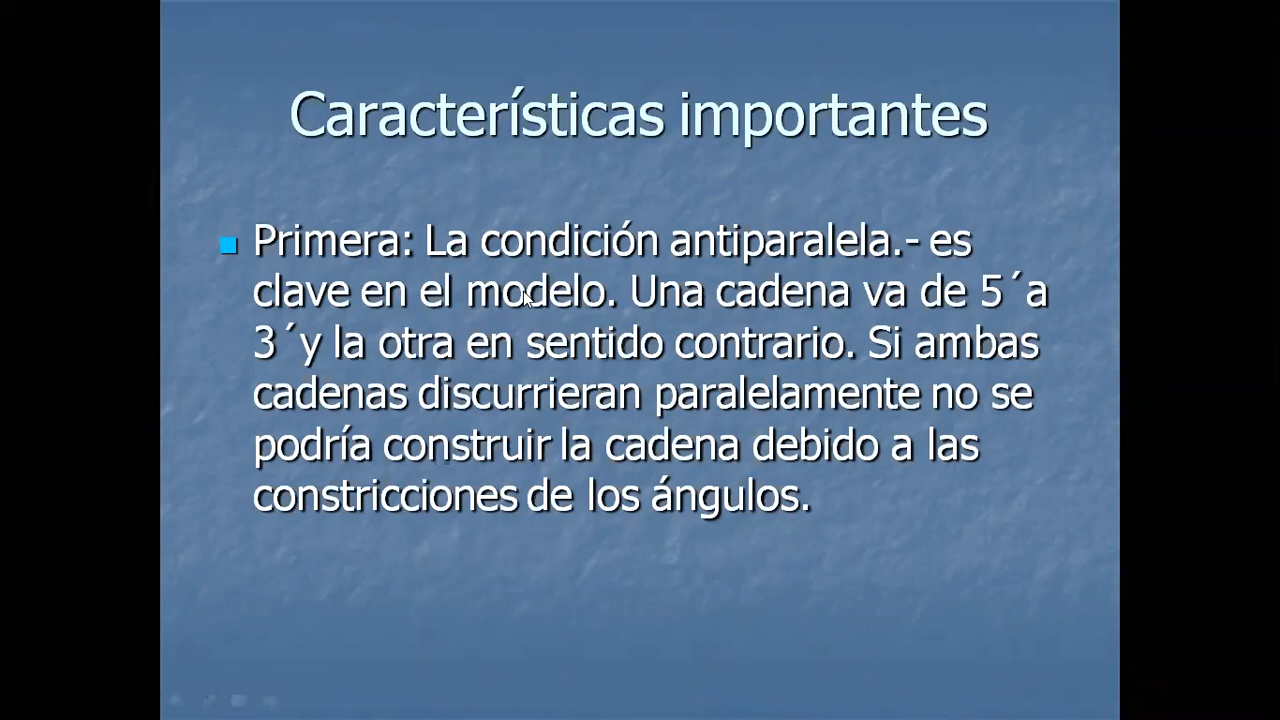 Características importantes
Primera: La condición antiparalela.- es
clave en el modelo. Una cadena va de 5´a
3´y la otra en sentido contrario. Si ambas
cadenas discurrieran paralelamente no se
podría construir la cadena debido a las
constricciones de los ángulos.